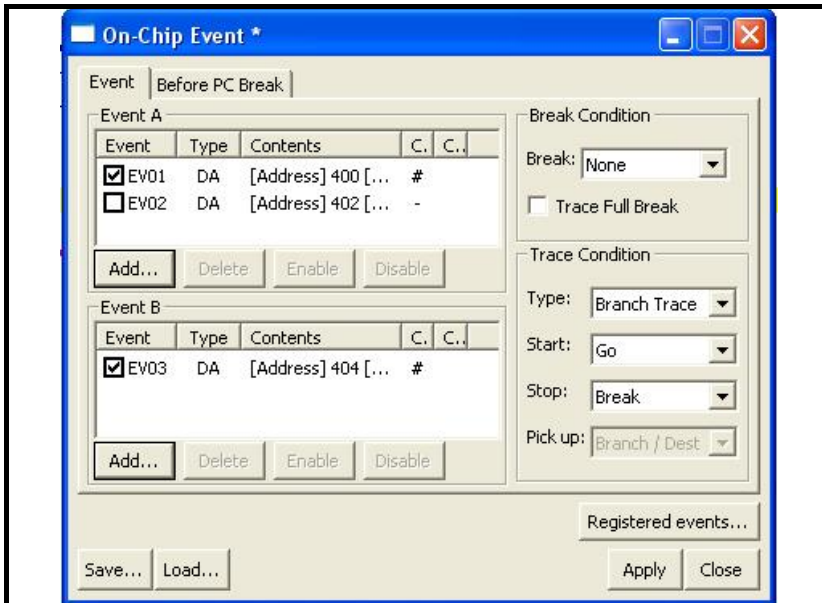 On-Chip Event *
Event Before PC Break
Event A
Event Type Contents C. C..
EV01 DA [Address] 400 [... #
EV02 DA [Address] 402 [... -
Add... Delete Enable Disable
Event B
Event Type Contents C. C..
EV03 DA [Address] 404 [... #
Add... Delete Enable Disable
Break Condition
Break: None
Trace Full Break
Trace Condition
Type: Branch Trace
Start: Go
Stop: Break
Pick up: Branch / Dest
Registered events...
Save... Load... Apply Close